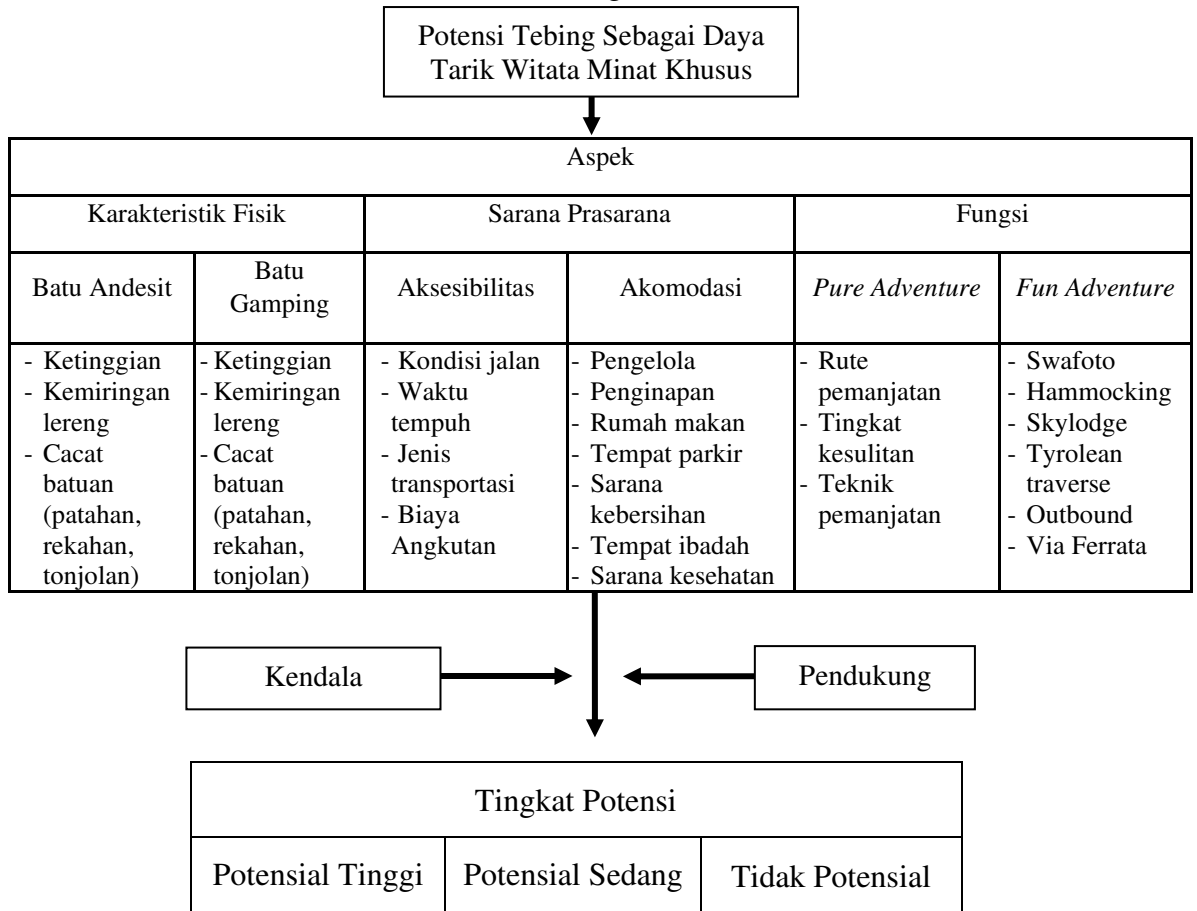 Potensi Tebing Sebagai Daya
Tarik Witata Minat Khusus
Aspek
Karakteristik Fisik
Sarana Prasarana
Fungsi
Batu Andesit
Batu
Gamping
Aksesibilitas
Akomodasi
Pure Adventure
Fun Adventure
- Ketinggian
- Kemiringan
lereng
- Cacat
batuan
(patahan,
rekahan,
tonjolan)
- Ketinggian
- Kemiringan
lereng
- Cacat
batuan
(patahan,
rekahan,
tonjolan)
- Kondisi jalan
- Waktu
tempuh
- Jenis
transportasi
- Biaya
Angkutan
- Pengelola
- Penginapan
- Rumah makan
- Tempat parkir
- Sarana
kebersihan
- Tempat ibadah
- Sarana kesehatan
- Rute
pemanjatan
- Tingkat
kesulitan
- Teknik
pemanjatan
- Swafoto
- Hammocking
- Skylodge
- Tyrolean
traverse
- Outbound
- Via Ferrata
Kendala
Pendukung
Tingkat Potensi
Potensial Tinggi
Potensial Sedang
Tidak Potensial